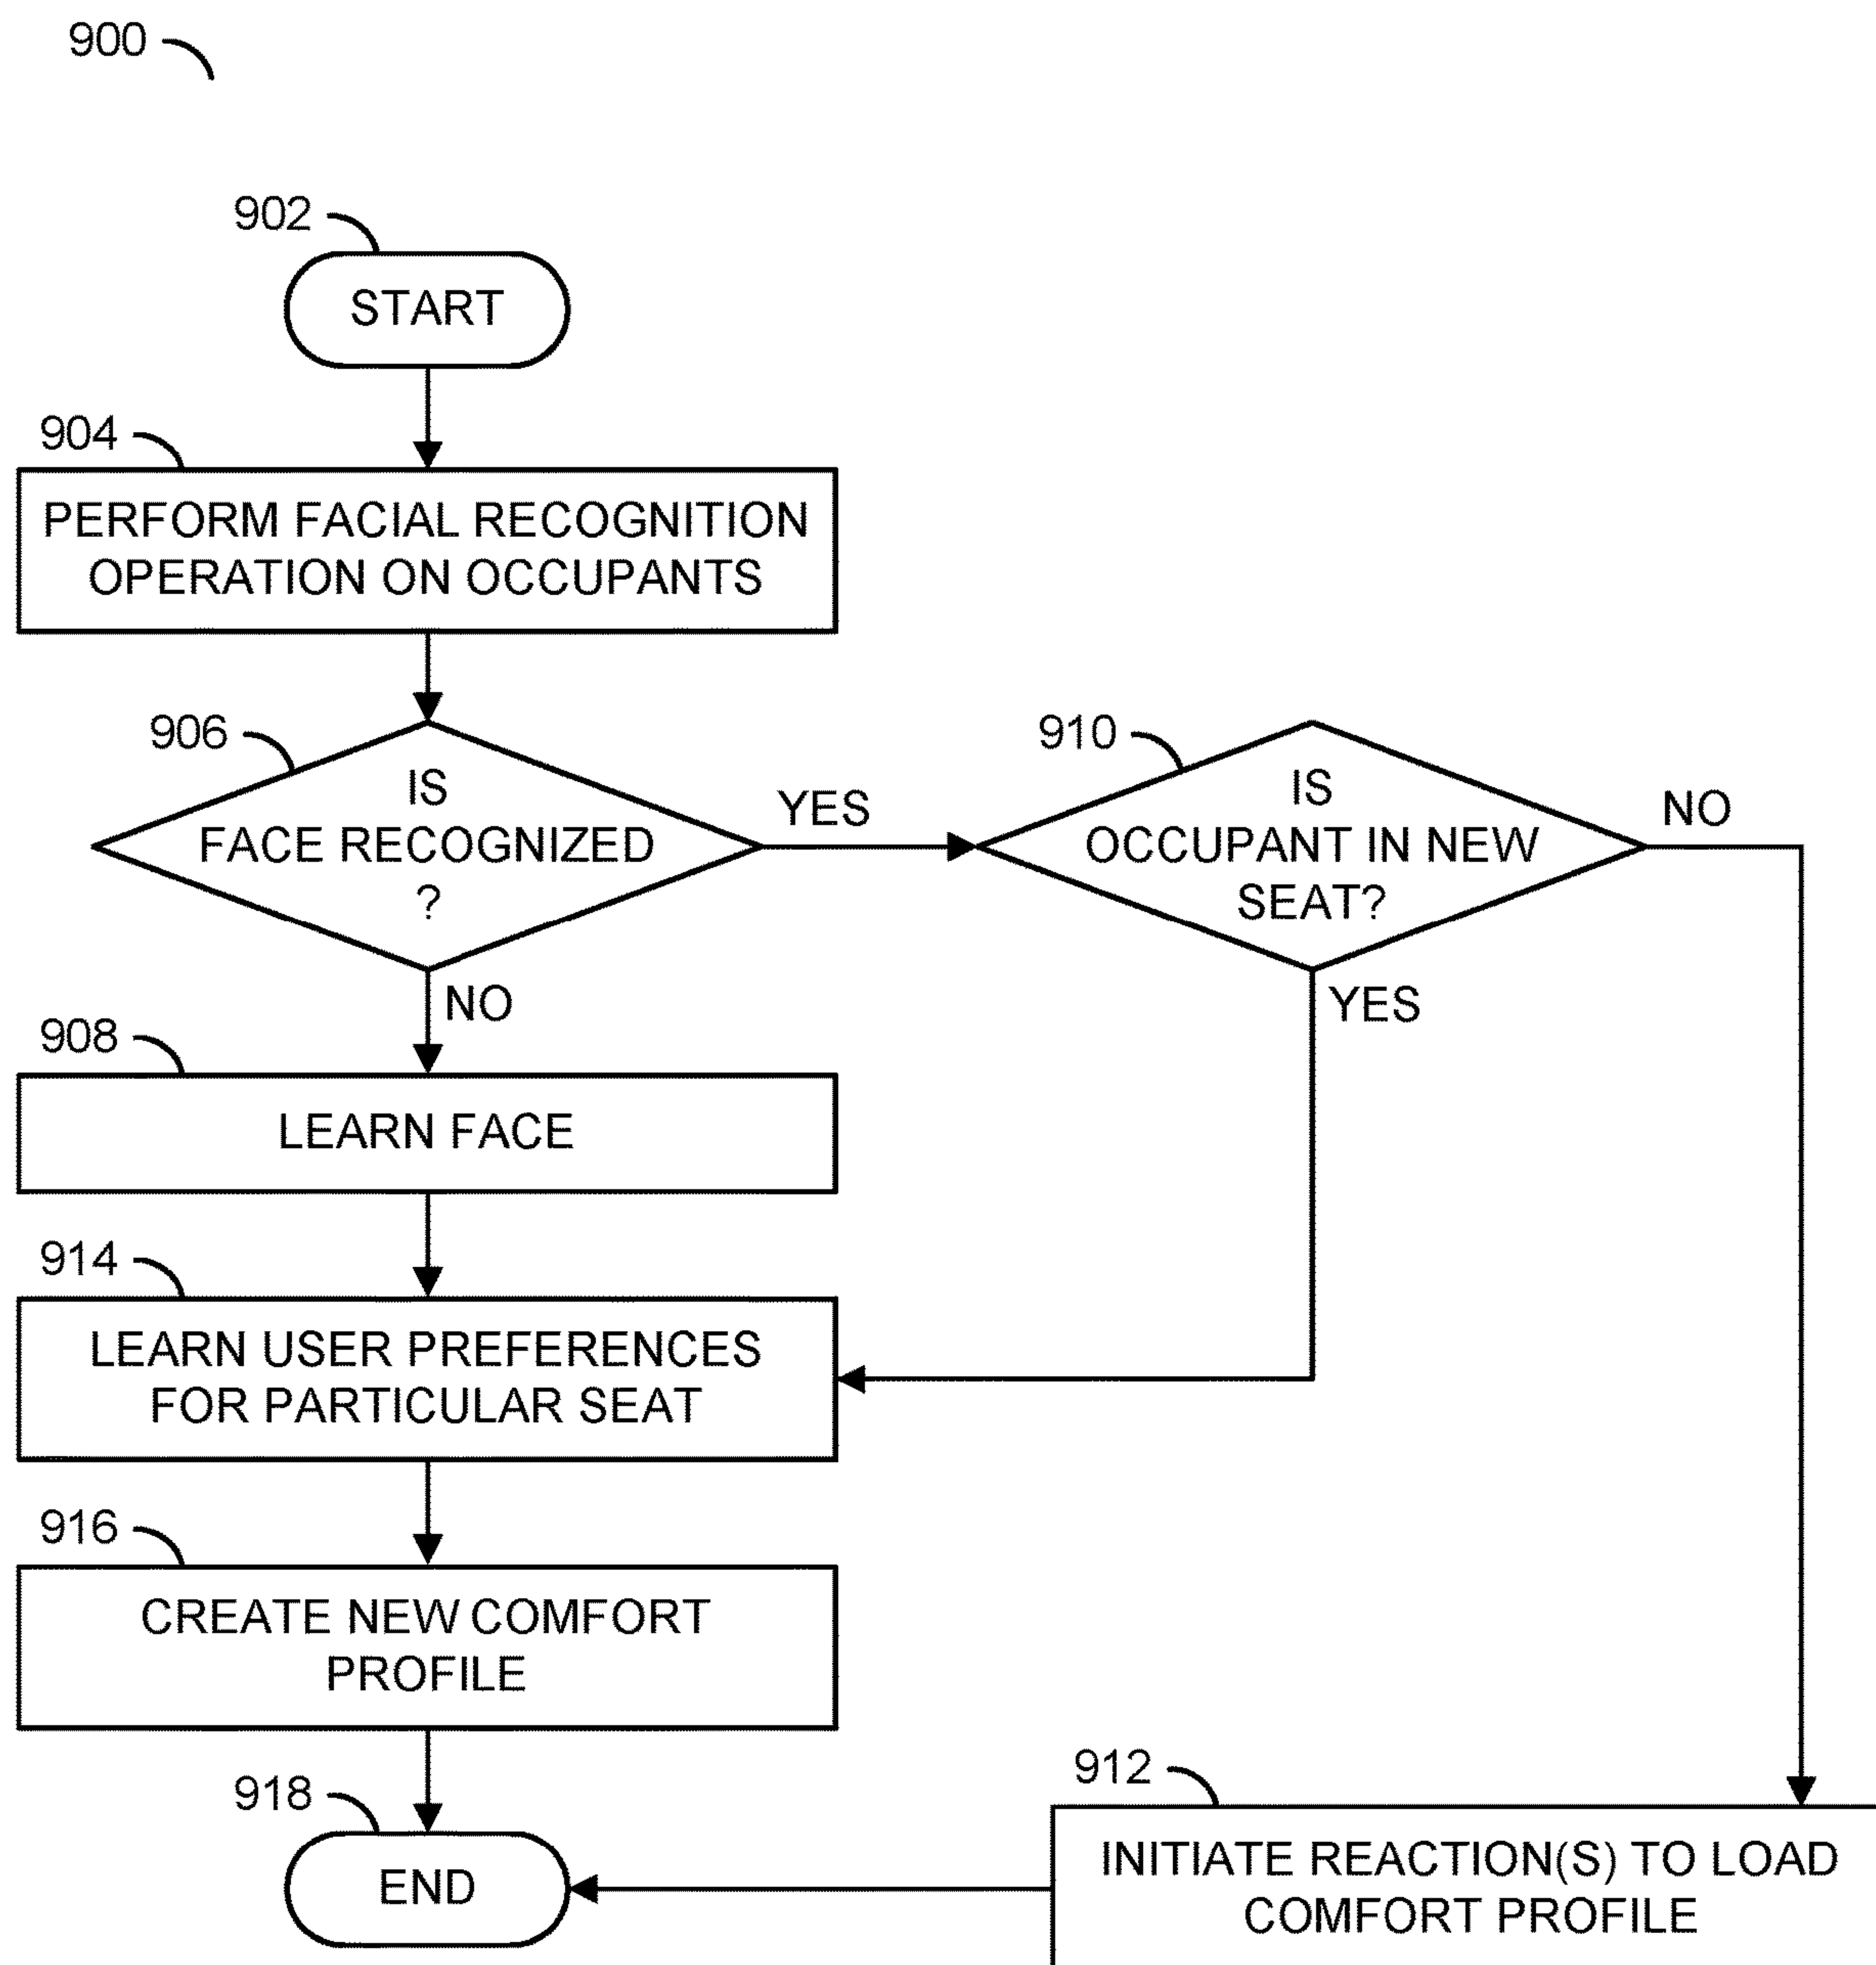 900
902
START
904
PERFORM FACIAL RECOGNITION
OPERATION ON OCCUPANTS
906
IS
FACE RECOGNIZED
?
YES
NO
910
IS
OCCUPANT IN NEW
SEAT?
NO
YES
908
LEARN FACE
914
LEARN USER PREFERENCES
FOR PARTICULAR SEAT
916
CREATE NEW COMFORT
PROFILE
912
INITIATE REACTION(S) TO LOAD
COMFORT PROFILE
918
END